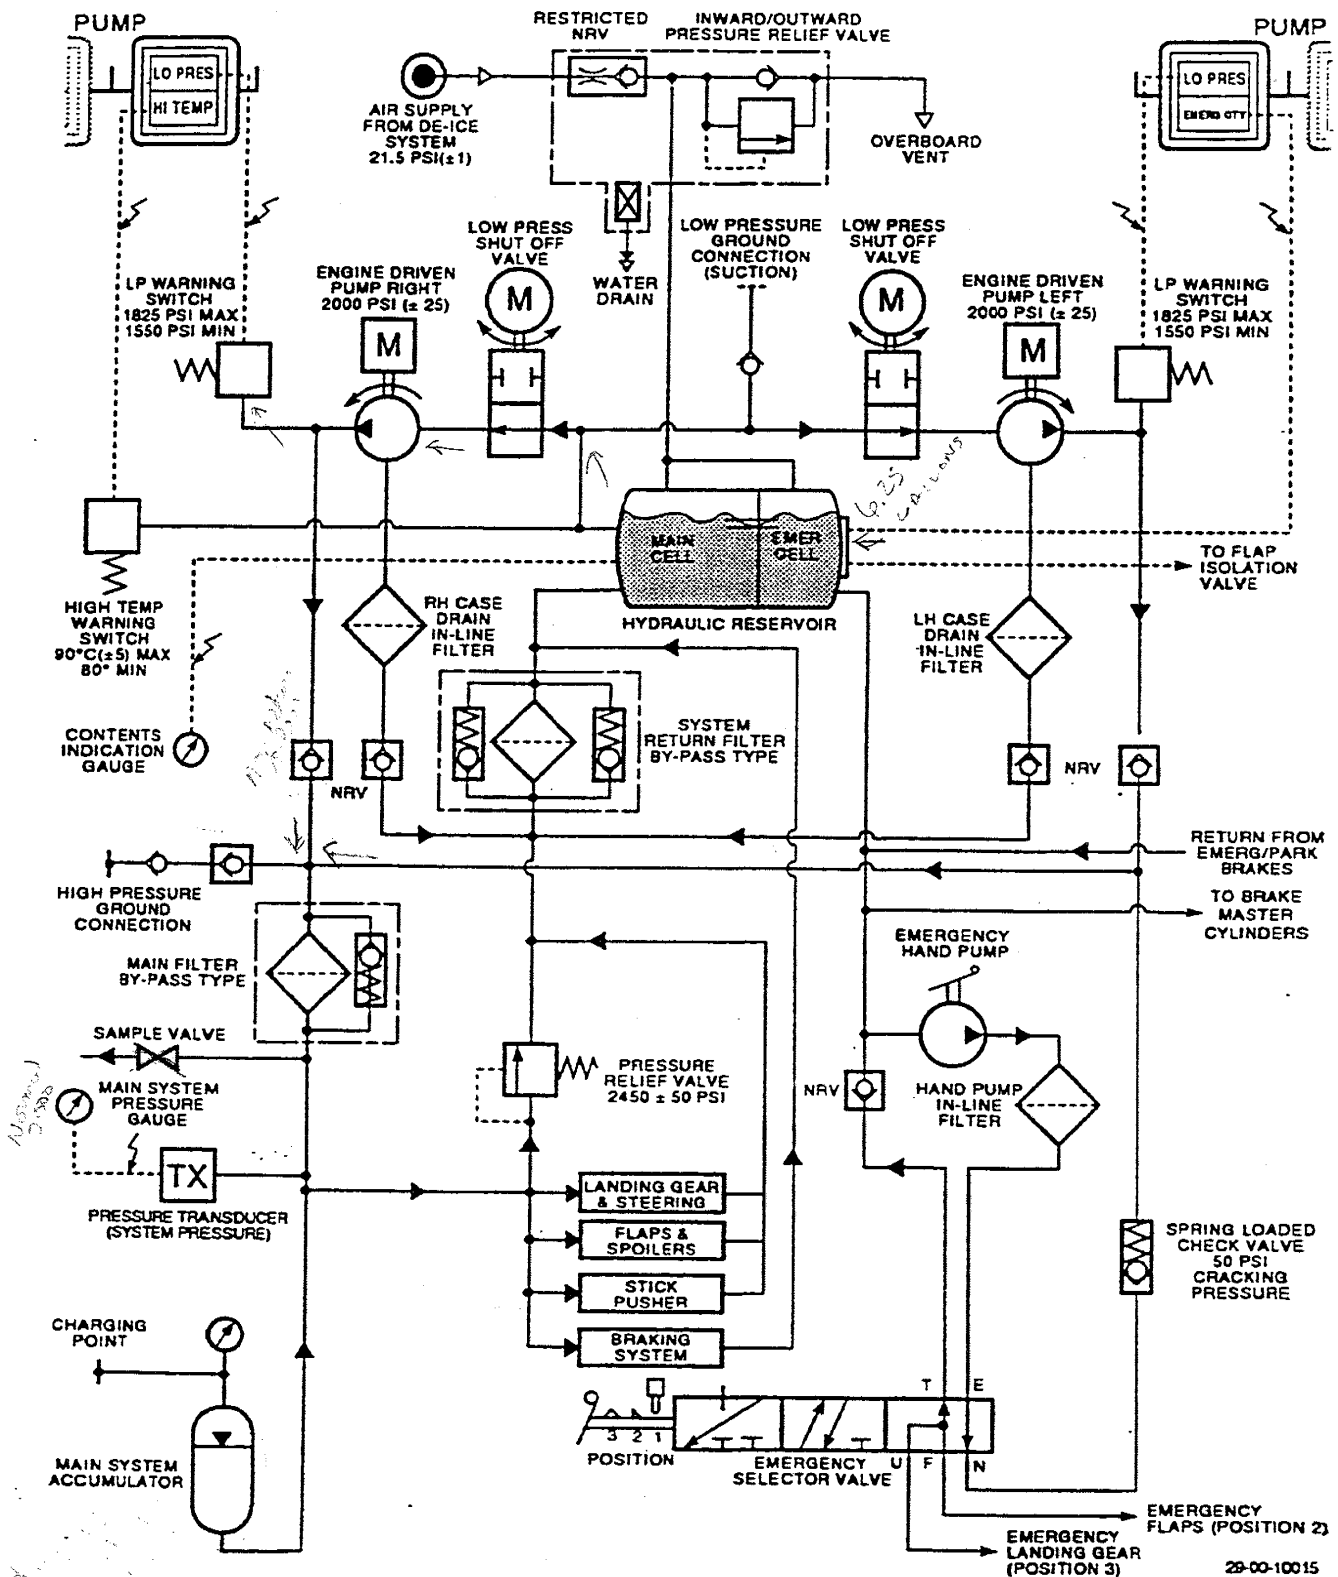 PUMP
RESTRICTED
NRV
INWARD/OUTWARD
PRESSURE RELIEF VALVE
PUMP
LO PRES
HI TEMP
AIR SUPPLY
FROM DE-ICE
SYSTEM
21.5 PSI(±1)
OVERBOARD
VENT
LO PRES
EMERG QTY
WATER
DRAIN
LP WARNING
SWITCH
1825 PSI MAX
1550 PSI MIN
ENGINE DRIVEN
PUMP RIGHT
2000 PSI (± 25)
M
LOW PRESS
SHUT OFF
VALVE
M
LOW PRESSURE
GROUND
CONNECTION
(SUCTION)
LOW PRESS
SHUT OFF
VALVE
M
ENGINE DRIVEN
PUMP LEFT
2000 PSI (± 25)
M
LP WARNING
SWITCH
1825 PSI MAX
1550 PSI MIN
6.25
MAIN
CELL
EMER
CELL
HYDRAULIC RESERVOIR
TO FLAP
ISOLATION
VALVE
HIGH TEMP
WARNING
SWITCH
90°C(±5) MAX
80° MIN
RH CASE
DRAIN
IN-LINE
FILTER
LH CASE
DRAIN
IN-LINE
FILTER
CONTENTS
INDICATION
GAUGE
NRV
SYSTEM
RETURN FILTER
BY-PASS TYPE
NRV
RETURN FROM
EMERG/PARK
BRAKES
HIGH PRESSURE
GROUND
CONNECTION
TO BRAKE
MASTER
CYLINDERS
MAIN FILTER
BY-PASS TYPE
EMERGENCY
HAND PUMP
SAMPLE VALVE
MAIN SYSTEM
PRESSURE
GAUGE
PRESSURE
RELIEF VALVE
2450 ± 50 PSI
NRV
HAND PUMP
IN-LINE
FILTER
TX
PRESSURE TRANSDUCER
(SYSTEM PRESSURE)
LANDING GEAR
& STEERING
FLAPS &
SPOILERS
STICK
PUSHER
BRAKING
SYSTEM
SPRING LOADED
CHECK VALVE
50 PSI
CRACKING
PRESSURE
CHARGING
POINT
MAIN SYSTEM
ACCUMULATOR
T E
3 2 1
POSITION
EMERGENCY
SELECTOR VALVE
U F N
EMERGENCY
FLAPS (POSITION 2)
EMERGENCY
LANDING GEAR
(POSITION 3)
29-00-10015